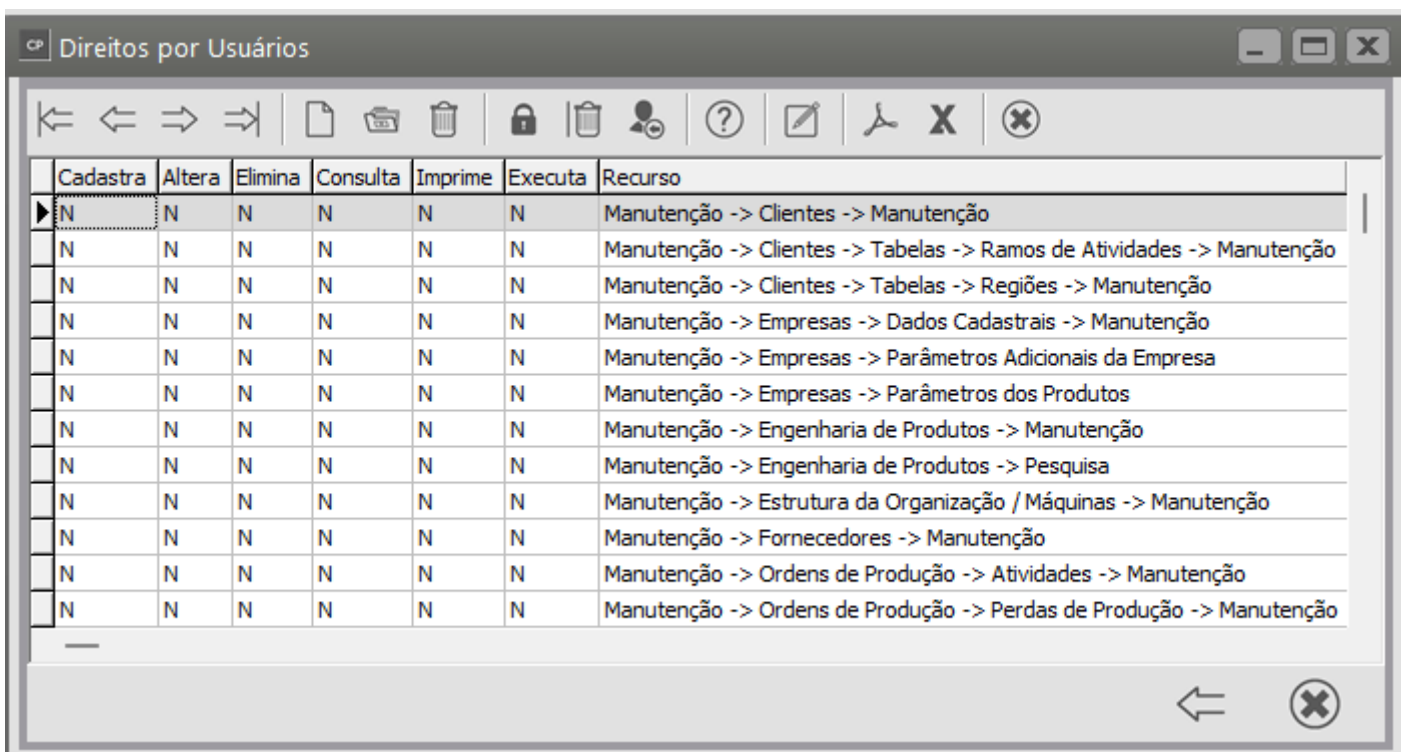 CP Direitos por Usuários
?
X
Cadastra Altera Elimina Consulta Imprime Executa Recurso
N N N N N N Manutenção -> Clientes -> Manutenção
N N N N N N Manutenção -> Clientes -> Tabelas -> Ramos de Atividades -> Manutenção
N N N N N N Manutenção -> Clientes -> Tabelas -> Regiões -> Manutenção
N N N N N N Manutenção -> Empresas -> Dados Cadastrais -> Manutenção
N N N N N N Manutenção -> Empresas -> Parâmetros Adicionais da Empresa
N N N N N N Manutenção -> Empresas -> Parâmetros dos Produtos
N N N N N N Manutenção -> Engenharia de Produtos -> Manutenção
N N N N N N Manutenção -> Engenharia de Produtos -> Pesquisa
N N N N N N Manutenção -> Estrutura da Organização / Máquinas -> Manutenção
N N N N N N Manutenção -> Fornecedores -> Manutenção
N N N N N N Manutenção -> Ordens de Produção -> Atividades -> Manutenção
N N N N N N Manutenção -> Ordens de Produção -> Perdas de Produção -> Manutenção